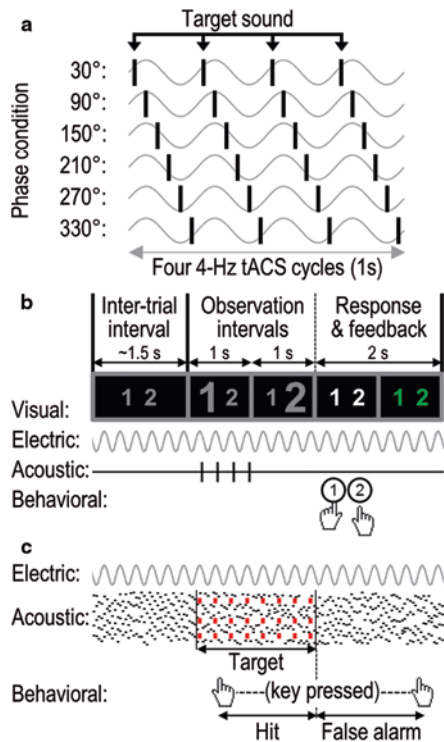 a
Target sound
Phase condition
30°:
90°:
150°:
210°:
270°:
330°:
Four 4-Hz tACS cycles (1s)
b
Inter-trial interval
Observation intervals
Response & feedback
~1.5 s
1 s
1 s
2 s
Visual:
1 2
1 2
1 2
1 2
1 2
Electric:
Acoustic:
Behavioral:
1 2
c
Electric:
Acoustic:
Target
Behavioral:
(key pressed)
Hit
False alarm